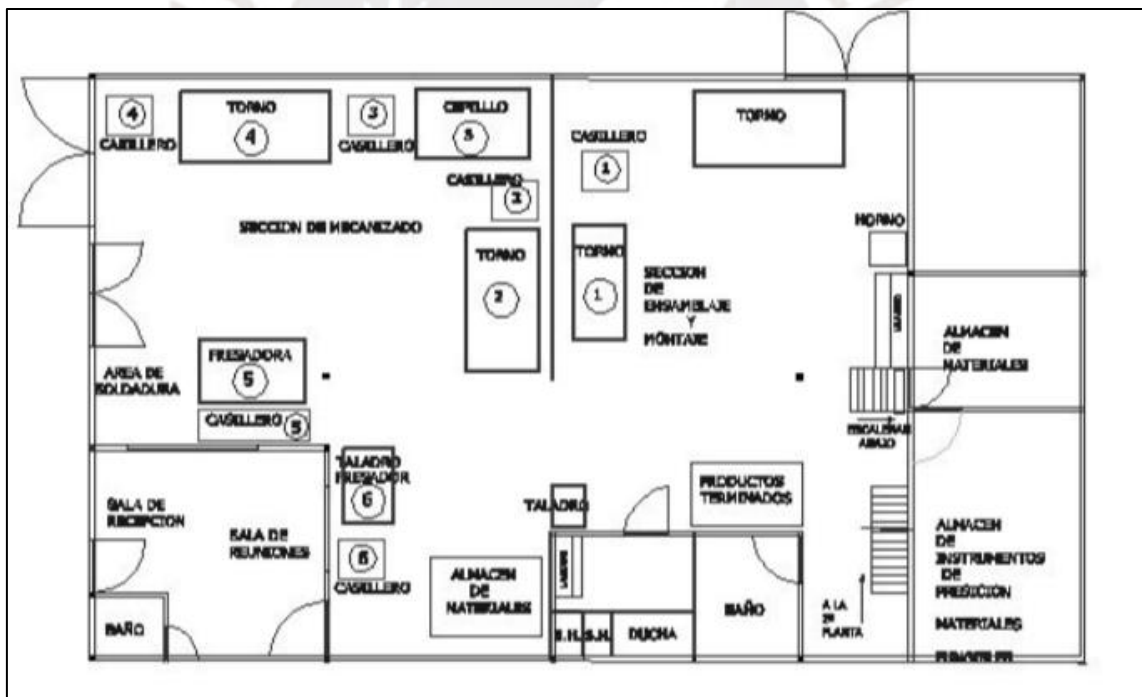 TORNO
4
4
CASILLERO
3
CASILLERO
CEPILLO
3
CASILLERO
2
CASILLERO
1
TORNO
SECCION DE MECANIZADO
TORNO
2
TORNO
1
SECCION
DE
ENSAMBLAJE
Y
MONTAJE
HORNO
ALMACEN
DE
MATERIALES
AREA DE
SOLDADURA
FRESADORA
5
CASILLERO
5
ESCALERAS
ABAJO
SALA DE
RECEPCION
SALA DE
REUNIONES
TALADRO
FRESADOR
6
6
CASILLERO
ALMACEN
DE
MATERIALES
TALADRO
PRODUCTOS
TERMINADOS
ALMACEN
DE
INSTRUMENTOS
DE
PRESICION
MATERIALES
BAÑO
S.H.
S.H.
DUCHA
BAÑO
A LA
2ª
PLANTA